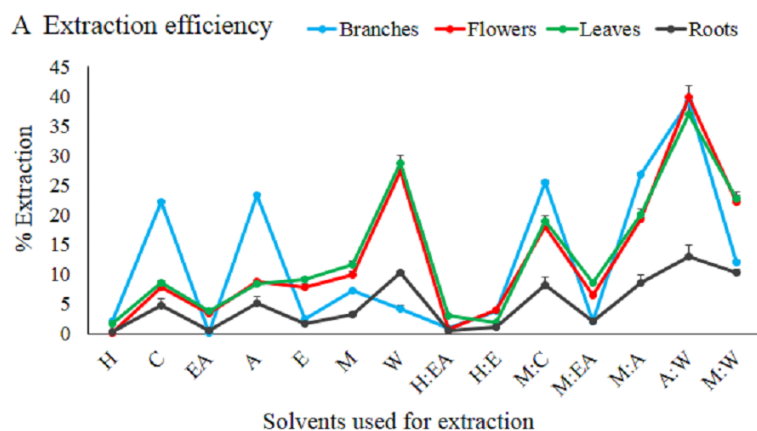 A Extraction efficiency
Branches Flowers Leaves Roots
45
40
35
30
25
20
15
10
5
0
% Extraction
H C EA A E M W H:EA H:E M:C M:EA M:A A:W M:W
Solvents used for extraction